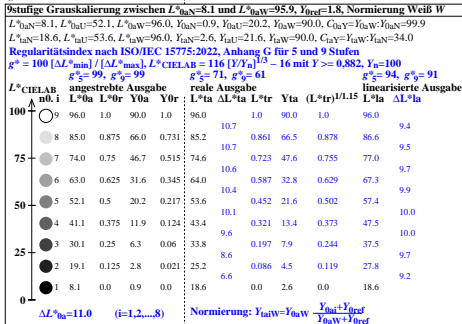 9stufige Grauskalierung zwischen L*0aN=8.1 und L*0aW=95.9, Y0ref=1.8, Normierung Weiß W
L*0aN=8.1, L*0aU=52.1, L*0aW=96.0, Y0aN=0.9, Y0aU=20.2, Y0aW=90.0, C0aY=Y0aW:Y0aN=99.9
L*taN=18.6, L*taU=53.6, L*taW=96.0, YtaN=2.6, YtaU=21.6, YtaW=90.0, CtaY=YtaW:YtaN=34.0
Regularitätsindex nach ISO/IEC 15775:2022, Anhang G für 5 und 9 Stufen
g* = 100 [ΔL*min] / [ΔL*max], L*CIELAB = 116 [Y/Yn]1/3 – 16 mit Y >= 0,882, Yn=100
g*5= 99, g*9= 99 g*5= 71, g*9= 61 g*5= 94, g*9= 91
L*CIELAB angestrebte Ausgabe reale Ausgabe linearisierte Ausgabe
n0. i L*0a L*0r Y0a Y0r L*ta ΔL*ta L*tr Yta (L*tr)1/1.15 L*la ΔL*la
100
9 96.0 1.0 90.0 1.0 96.0 1.0 90.0 1.0 96.0
10.7 9.4
8 85.0 0.875 66.0 0.731 85.2 0.861 66.5 0.878 86.6
10.7 9.5
75
7 74.0 0.75 46.7 0.515 74.6 0.723 47.6 0.755 77.0
10.6 9.7
6 63.0 0.625 31.6 0.345 64.0 0.587 32.8 0.629 67.3
10.4 9.9
50
5 52.1 0.5 20.2 0.217 53.6 0.452 21.6 0.502 57.4
10.1 10.0
4 41.1 0.375 11.9 0.124 43.4 0.321 13.4 0.373 47.5
9.6 10.0
25
3 30.1 0.25 6.3 0.06 33.8 0.197 7.9 0.244 37.5
8.6 9.7
2 19.1 0.125 2.8 0.021 25.2 0.086 4.5 0.119 27.8
6.6 9.2
1 8.1 0.0 0.9 0.0 18.6 0.0 2.6 0.0 18.6
0
ΔL*0a=11.0 (i=1,2,...,8) Normierung: YtaiW=Y0aW Y0ai+Y0ref
Y0aW+Y0ref